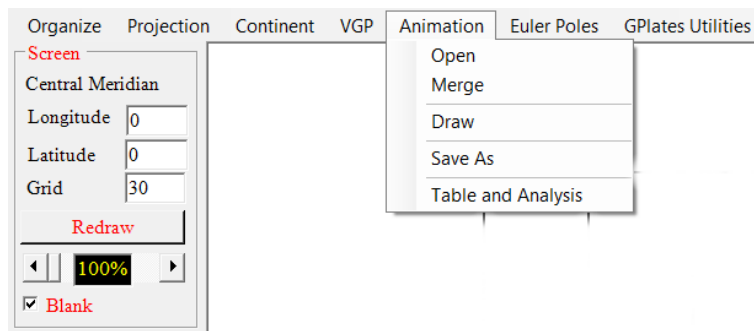 Organize Projection Continent VGP Animation Euler Poles GPlates Utilities
Screen
Central Meridian
Longitude 0
Latitude 0
Grid 30
Redraw
100%
Blank
Open
Merge
Draw
Save As
Table and Analysis